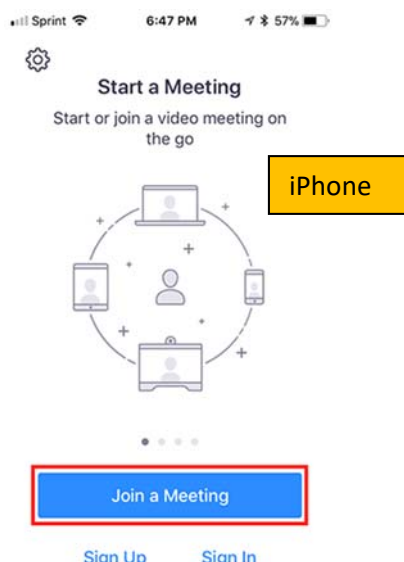 Sprint 6:47 PM 57%
Start a Meeting
Start or join a video meeting on
the go
iPhone
Join a Meeting
Sign Up Sign In